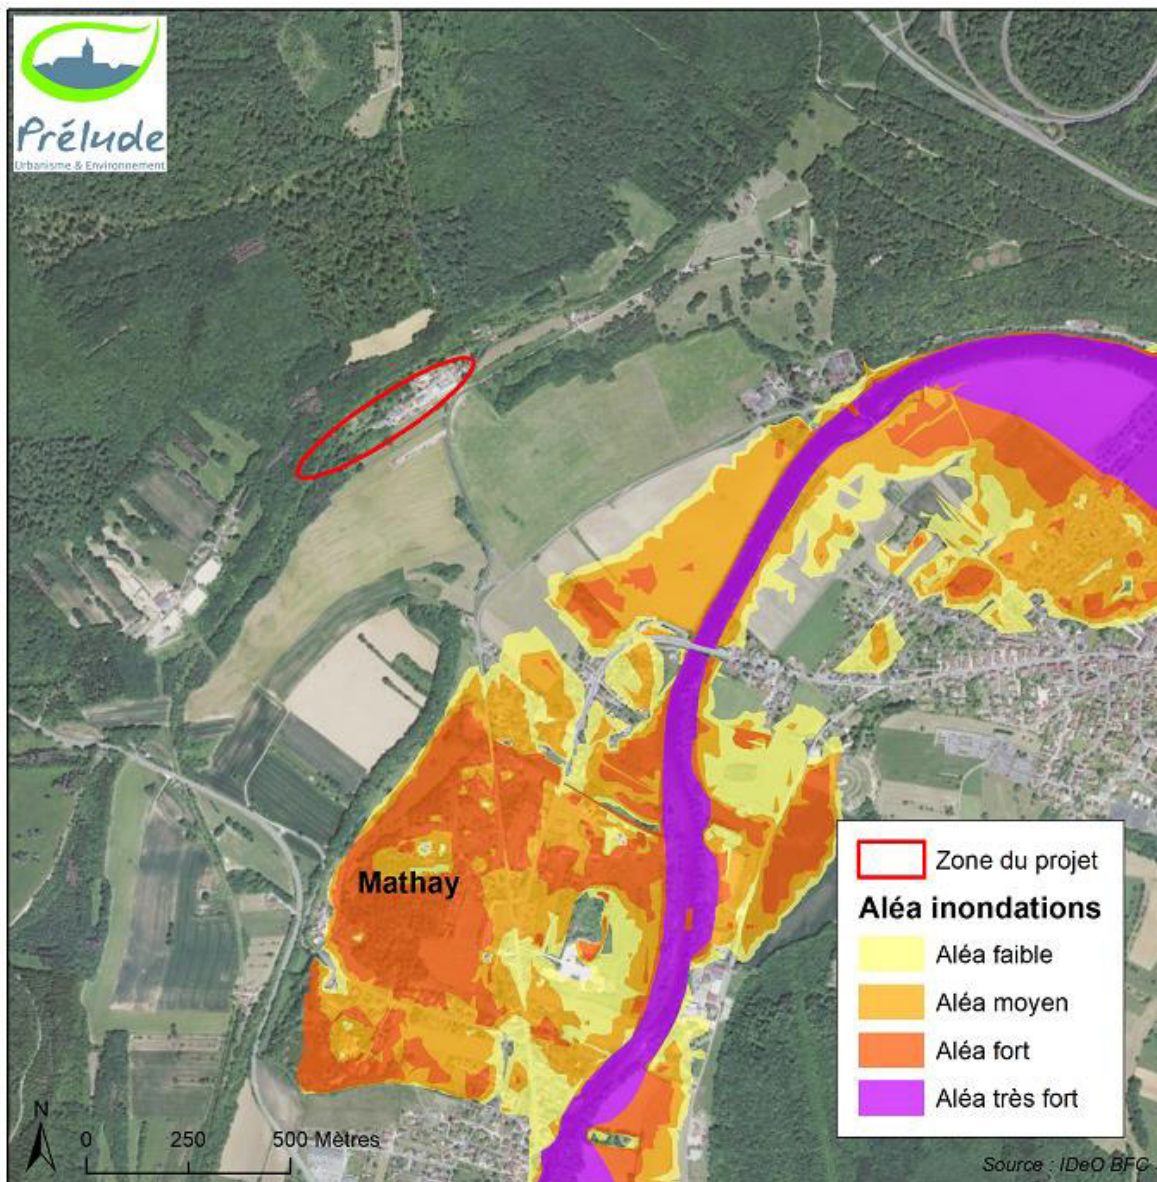 Prélude
Urbanisme & Environnement
Mathay
Zone du projet
Aléa inondations
Aléa faible
Aléa moyen
Aléa fort
Aléa très fort
N
0 250 500 Mètres
Source : IDeO BFC